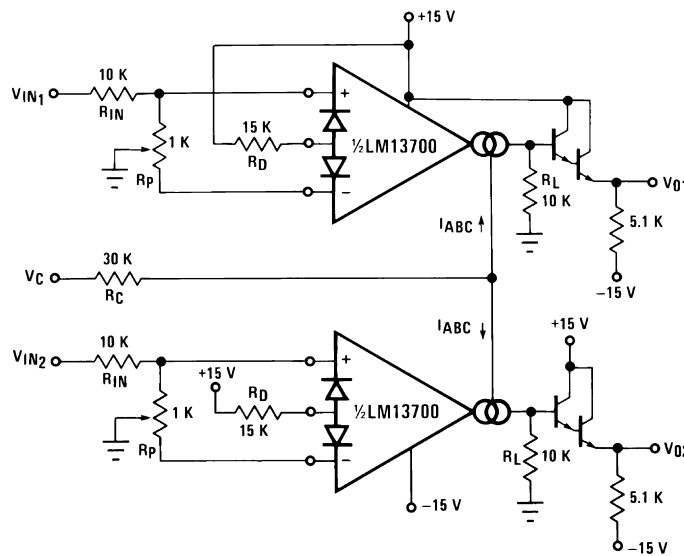 +15 V
10 K
VIN1
RIN
+
1 K
15 K
RD
½LM13700
RP
−
RL
10 K
VO1
5.1 K
−15 V
IABC
30 K
VC
RC
IABC
+15 V
10 K
VIN2
RIN
+
+15 V
1 K
RD
15 K
½LM13700
RP
−
−15 V
RL
10 K
VO2
5.1 K
−15 V